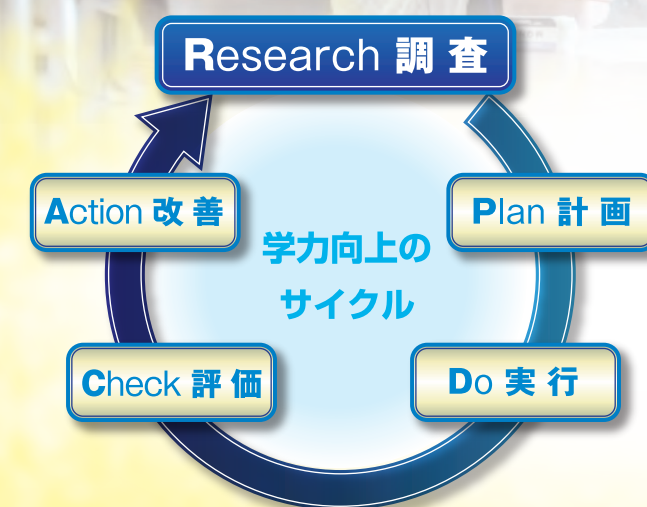 Research 調査
Plan 計画
Do 実行
Check 評価
Action 改善
学力向上の
サイクル